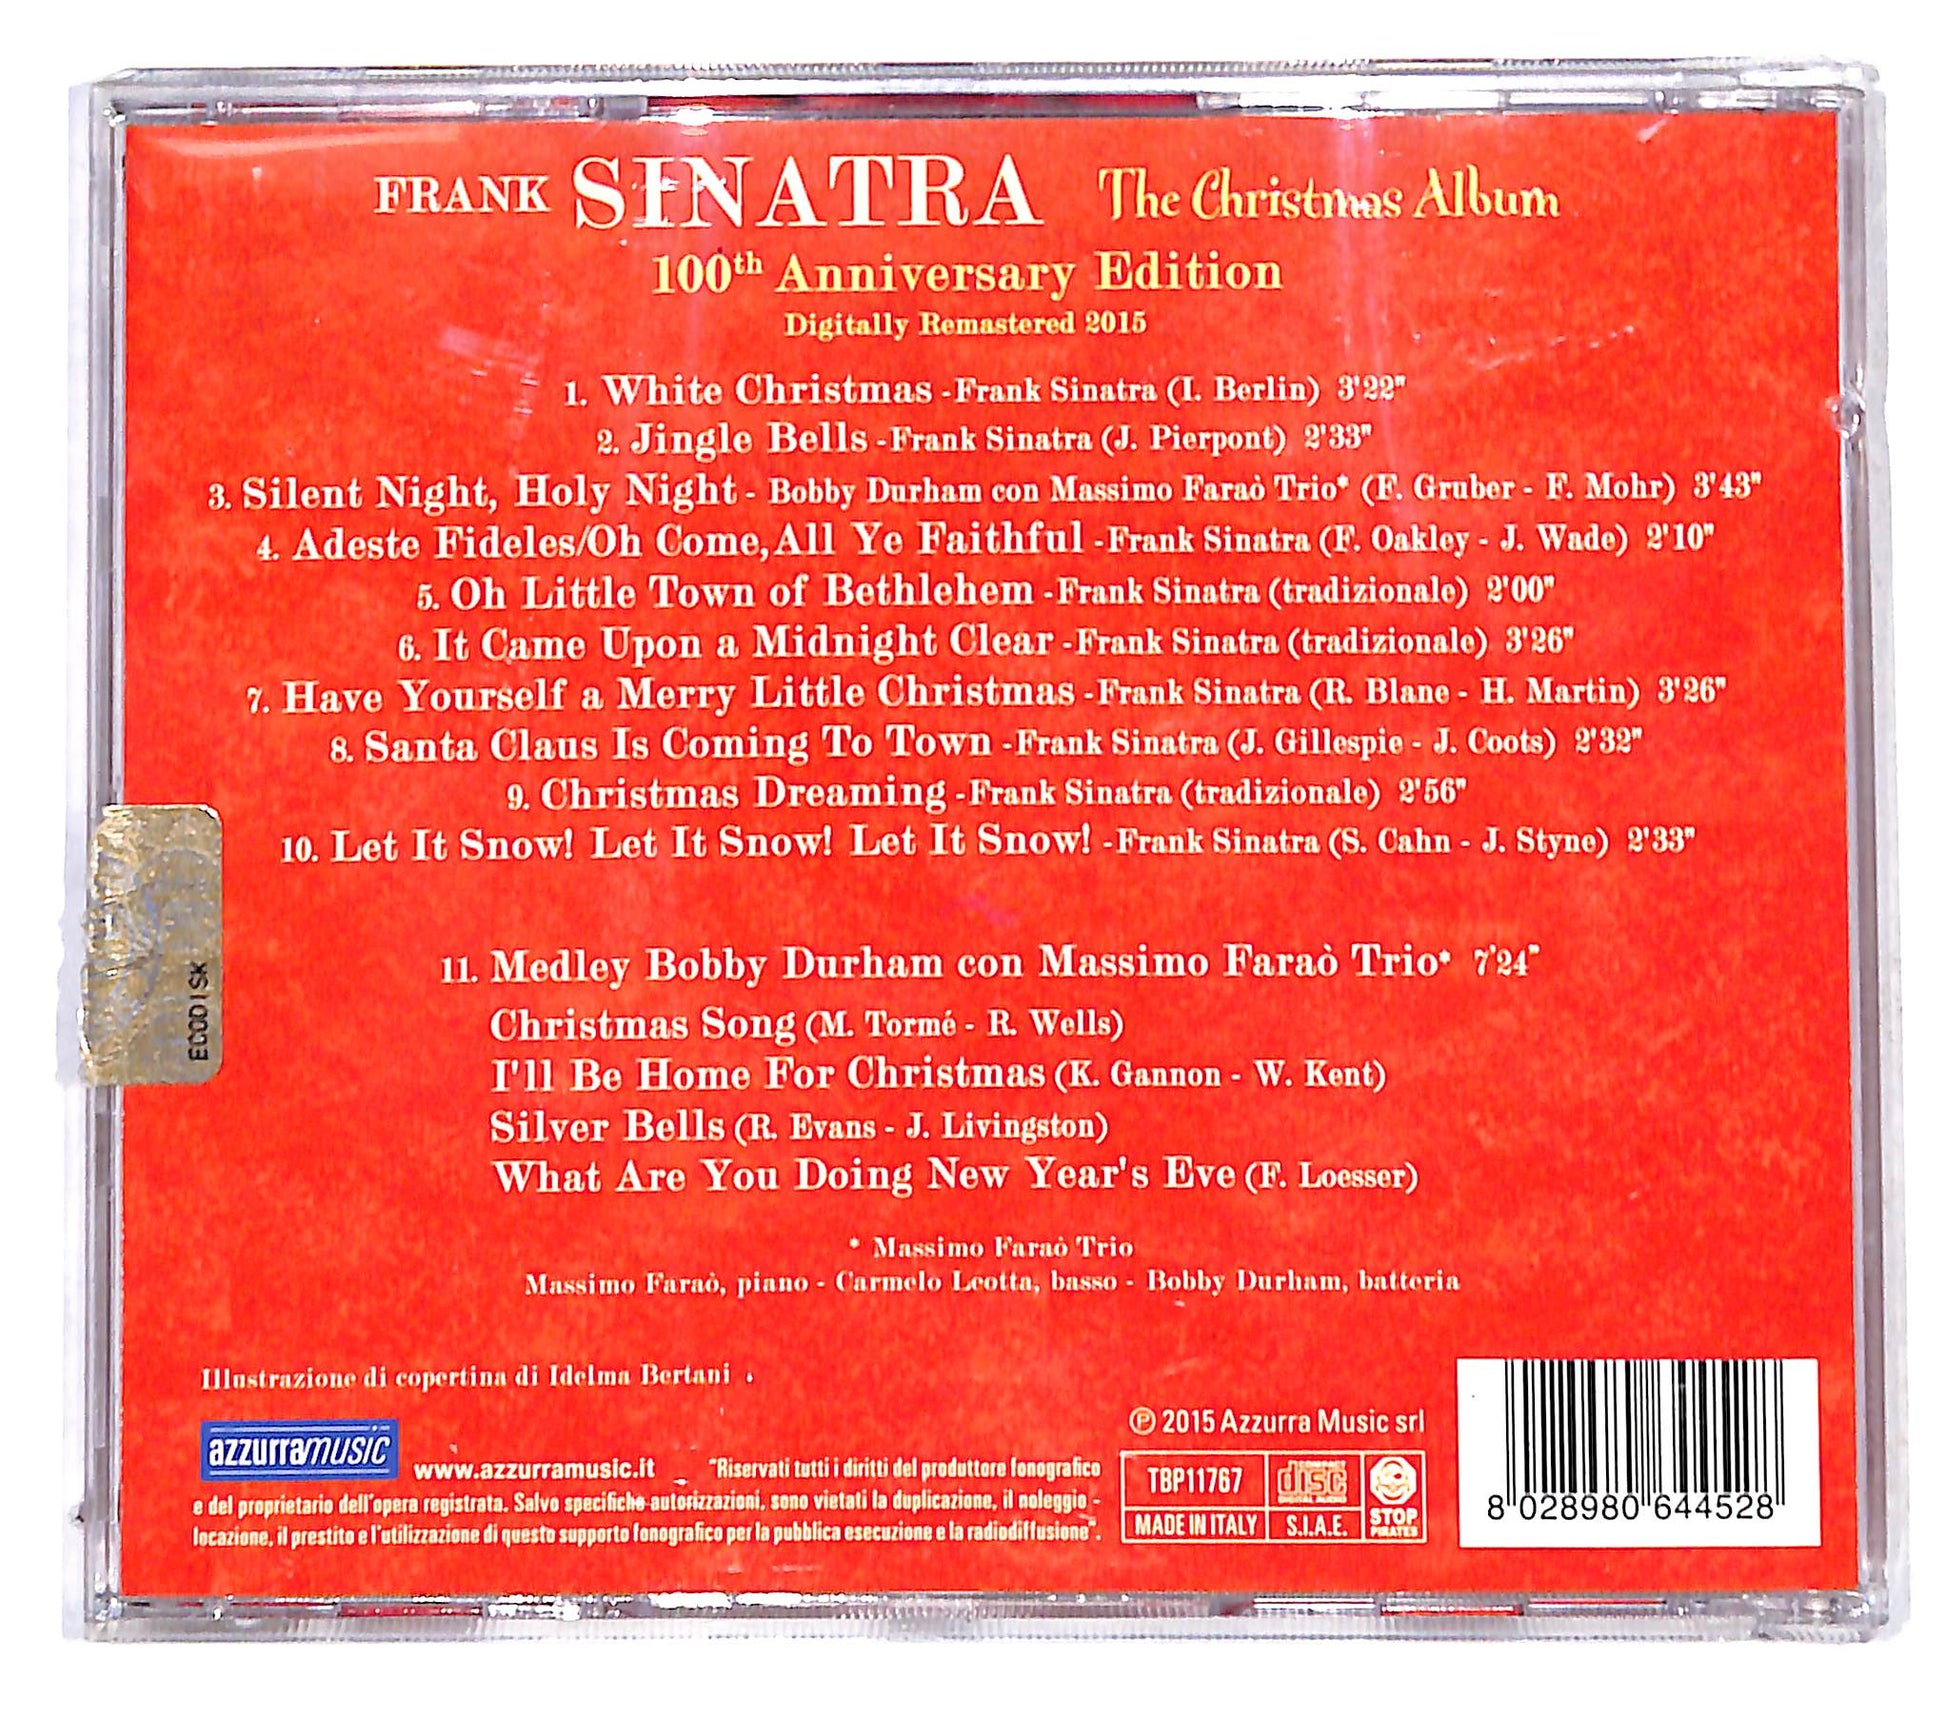 FRANK SINATRA The Christmas Album
100th Anniversary Edition
Digitally Remastered 2015
1. White Christmas -Frank Sinatra (I. Berlin) 3'22"
2. Jingle Bells -Frank Sinatra (J. Pierpont) 2'33"
3. Silent Night, Holy Night - Bobby Durham con Massimo Faraò Trio* (F. Gruber - F. Mohr) 3'43"
4. Adeste Fideles/Oh Come, All Ye Faithful -Frank Sinatra (F. Oakley - J. Wade) 2'10"
5. Oh Little Town of Bethlehem -Frank Sinatra (tradizionale) 2'00"
6. It Came Upon a Midnight Clear -Frank Sinatra (tradizionale) 3'26"
7. Have Yourself a Merry Little Christmas -Frank Sinatra (R. Blane - H. Martin) 3'26"
8. Santa Claus Is Coming To Town -Frank Sinatra (J. Gillespie - J. Coots) 2'32"
9. Christmas Dreaming -Frank Sinatra (tradizionale) 2'56"
10. Let It Snow! Let It Snow! Let It Snow! -Frank Sinatra (S. Cahn - J. Styne) 2'33"
11. Medley Bobby Durham con Massimo Faraò Trio* 7'24"
Christmas Song (M. Tormé - R. Wells)
I'll Be Home For Christmas (K. Gannon - W. Kent)
Silver Bells (R. Evans - J. Livingston)
What Are You Doing New Year's Eve (F. Loesser)
* Massimo Faraò Trio
Massimo Faraò, piano - Carmelo Leotta, basso - Bobby Durham, batteria
ECODISK
Illustrazione di copertina di Idelma Bertani
azzurramusic www.azzurramusic.it "Riservati tutti i diritti del produttore fonografico
e del proprietario dell'opera registrata. Salvo specifiche autorizzazioni, sono vietati la duplicazione, il noleggio -
locazione, il prestito e l'utilizzazione di questo supporto fonografico per la pubblica esecuzione e la radiodiffusione".
℗ 2015 Azzurra Music srl
TBP11767 COMPACT disc DIGITAL AUDIO
MADE IN ITALY S.I.A.E. STOP PIRATES
8 028980 644528